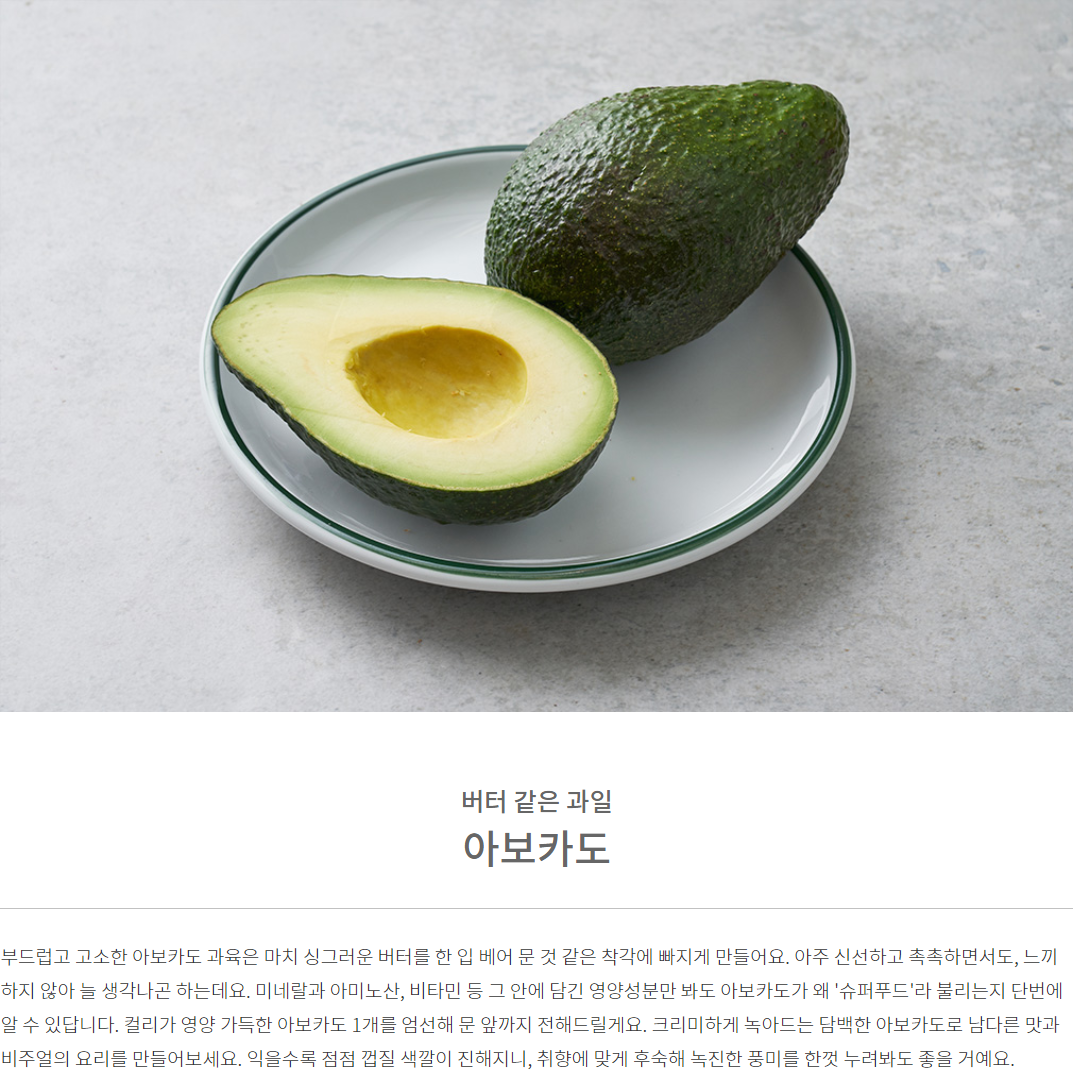 버터 같은 과일
아보카도
부드럽고 고소한 아보카도 과육은 마치 싱그러운 버터를 한 입 베어 문 것 같은 착각에 빠지게 만들어요. 아주 신선하고 촉촉하면서도, 느끼
하지 않아 늘 생각나곤 하는데요. 미네랄과 아미노산, 비타민 등 그 안에 담긴 영양성분만 봐도 아보카도가 왜 '슈퍼푸드'라 불리는지 단번에
알 수 있답니다. 컬리가 영양 가득한 아보카도 1개를 엄선해 문 앞까지 전해드릴게요. 크리미하게 녹아드는 담백한 아보카도로 남다른 맛과
비주얼의 요리를 만들어보세요. 익을수록 점점 껍질 색깔이 진해지니, 취향에 맞게 후숙해 녹진한 풍미를 한껏 누려봐도 좋을 거예요.